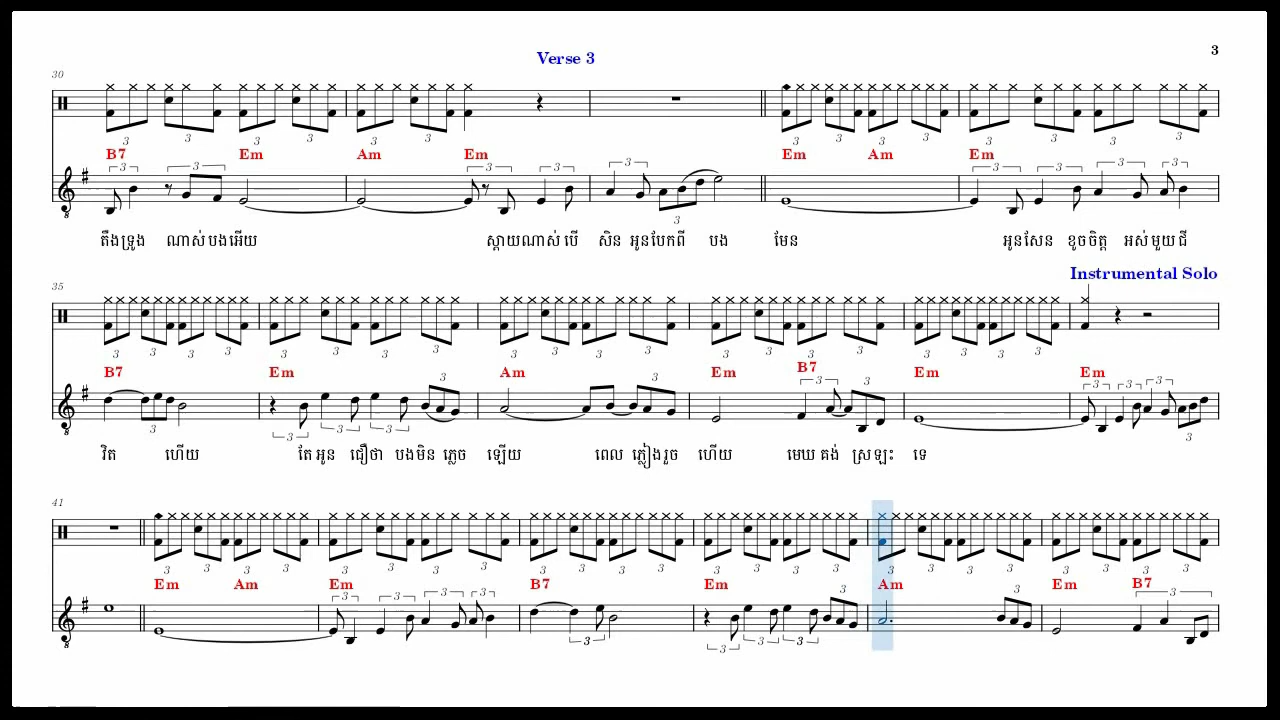 3
Verse 3
30
B7 Em Am Em Em Am Em
តឹងទ្រូង ណាស់បងអើយ ស្ដាយណាស់ បើ សិន អូនបែកពី បង មែន អូនសែន ខូចចិត្ត អស់មួយជី
Instrumental Solo
35
B7 Em Am Em B7 Em Em
វិត ហើយ តែអូន ជឿថា បងមិន ភ្លេច ឡើយ ពេល ភ្លៀងរួច ហើយ មេឃ គង់ ស្រឡះ ទេ
41
Em Am Em B7 Em Am Em B7